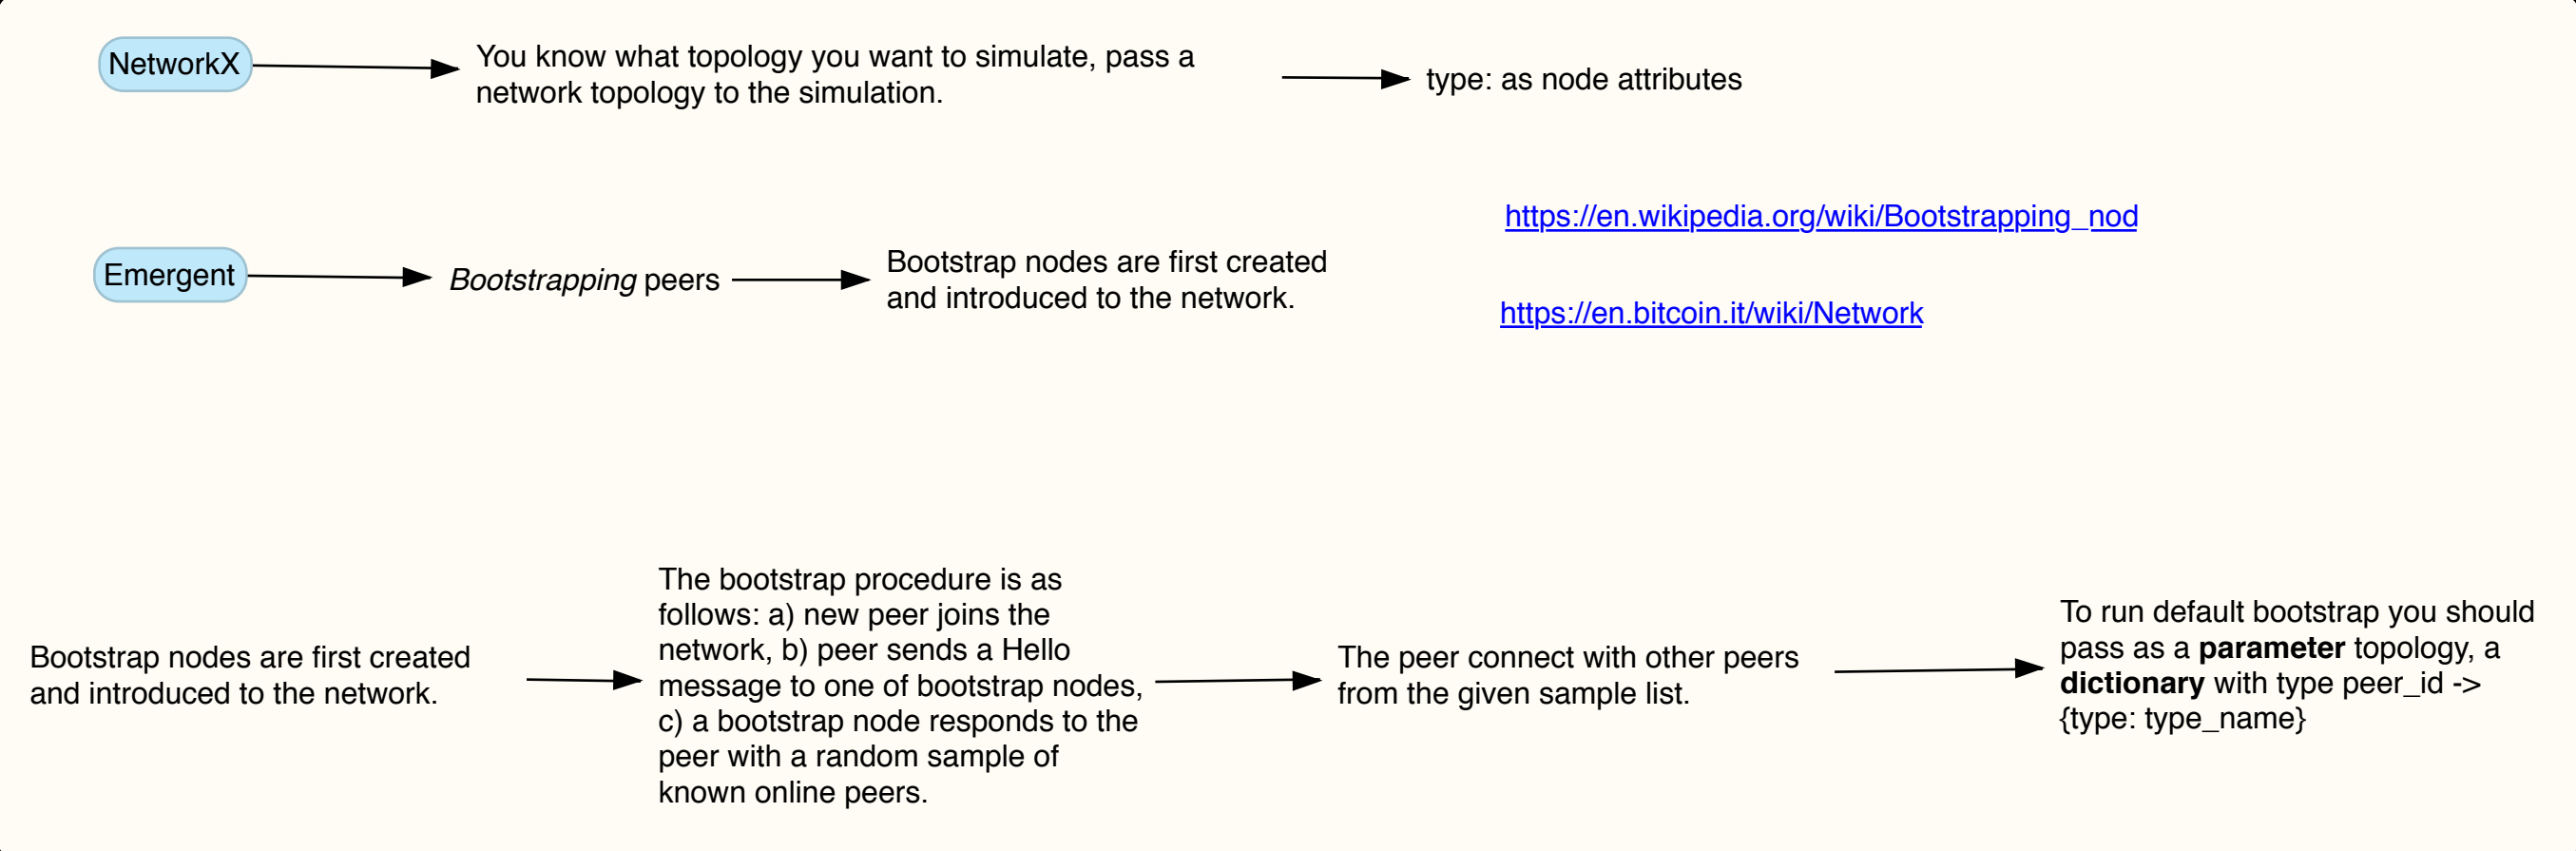 NetworkX
You know what topology you want to simulate, pass a
network topology to the simulation.
type: as node attributes
https://en.wikipedia.org/wiki/Bootstrapping_nod
Emergent
Bootstrapping peers
Bootstrap nodes are first created
and introduced to the network.
https://en.bitcoin.it/wiki/Network
Bootstrap nodes are first created
and introduced to the network.
The bootstrap procedure is as
follows: a) new peer joins the
network, b) peer sends a Hello
message to one of bootstrap nodes,
c) a bootstrap node responds to the
peer with a random sample of
known online peers.
The peer connect with other peers
from the given sample list.
To run default bootstrap you should
pass as a parameter topology, a
dictionary with type peer_id ->
{type: type_name}